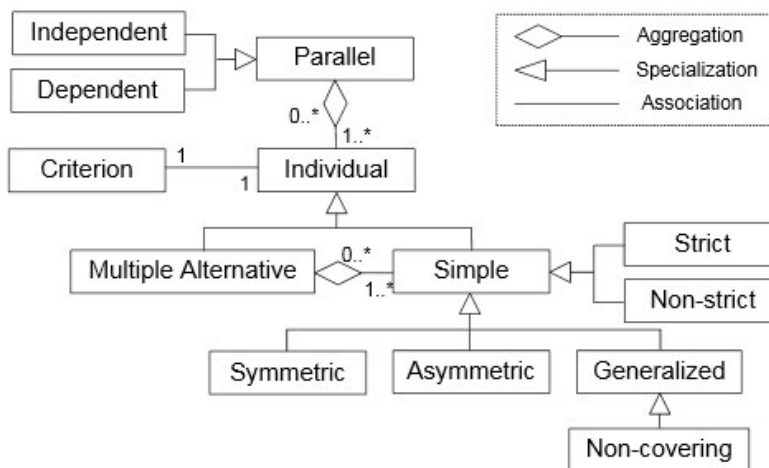 Independent
Dependent
Parallel
Aggregation
Specialization
Association
0..*
1..*
Criterion
1
1
Individual
Multiple Alternative
0..*
1..*
Simple
Strict
Non-strict
Symmetric
Asymmetric
Generalized
Non-covering